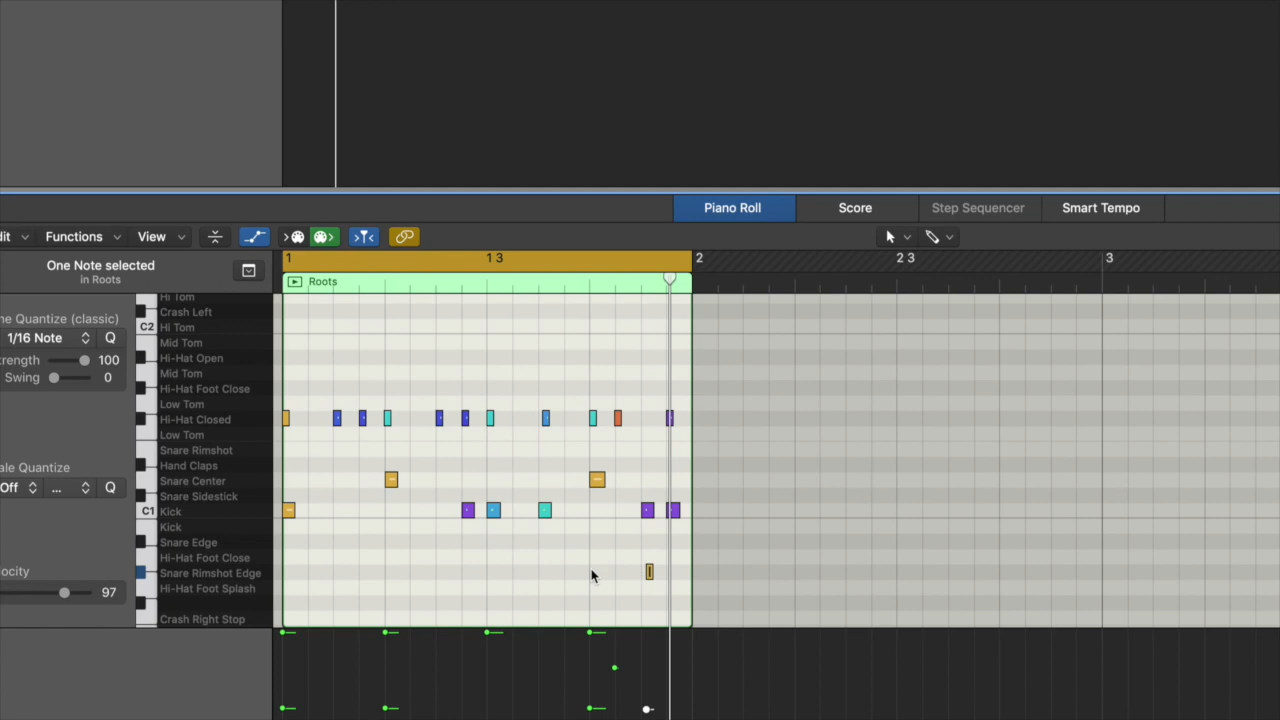 Piano Roll Score Step Sequencer Smart Tempo
dit Functions View
One Note selected
in Roots
1 1 3 2 2 3 3
Roots
Hi Tom
Crash Left
C2 Hi Tom
Mid Tom
Hi-Hat Open
Mid Tom
Hi-Hat Foot Close
Low Tom
Hi-Hat Closed
Low Tom
Snare Rimshot
Hand Claps
Snare Center
Snare Sidestick
C1 Kick
Kick
Snare Edge
Hi-Hat Foot Close
Snare Rimshot Edge
Hi-Hat Foot Splash
Crash Right Stop
me Quantize (classic)
1/16 Note Q
trength 100
Swing 0
ale Quantize
Off ... Q
ocity
97